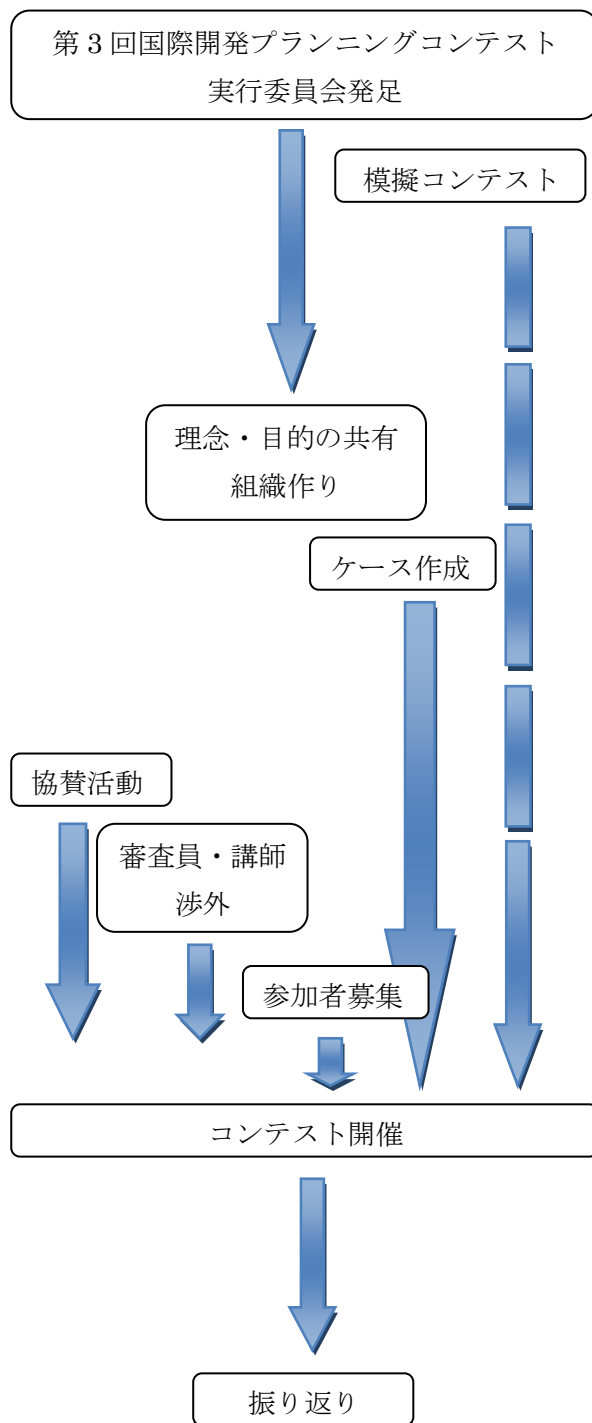 第3回国際開発プランニングコンテスト
実行委員会発足
模擬コンテスト
理念・目的の共有
組織作り
ケース作成
協賛活動
審査員・講師
渉外
参加者募集
コンテスト開催
振り返り